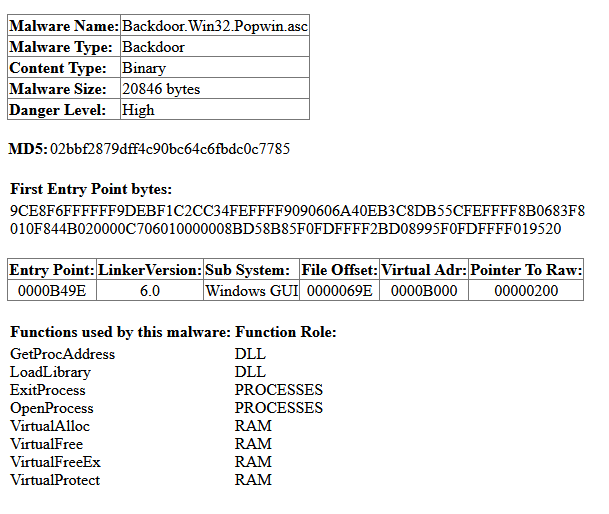 Malware Name: Backdoor.Win32.Popwin.asc
Malware Type: Backdoor
Content Type: Binary
Malware Size: 20846 bytes
Danger Level: High
MD5: 02bbf2879dff4c90bc64c6fbdc0c7785
First Entry Point bytes:
9CE8F6FFFFFF9DEBF1C2CC34FEFFFF9090606A40EB3C8DB55CFEFFFF8B0683F8
010F844B020000C706010000008BD58B85F0FDFFFF2BD08995F0FDFFFF019520
Entry Point: LinkerVersion: Sub System: File Offset: Virtual Adr: Pointer To Raw:
0000B49E 6.0 Windows GUI 0000069E 0000B000 00000200
Functions used by this malware: Function Role:
GetProcAddress DLL
LoadLibrary DLL
ExitProcess PROCESSES
OpenProcess PROCESSES
VirtualAlloc RAM
VirtualFree RAM
VirtualFreeEx RAM
VirtualProtect RAM